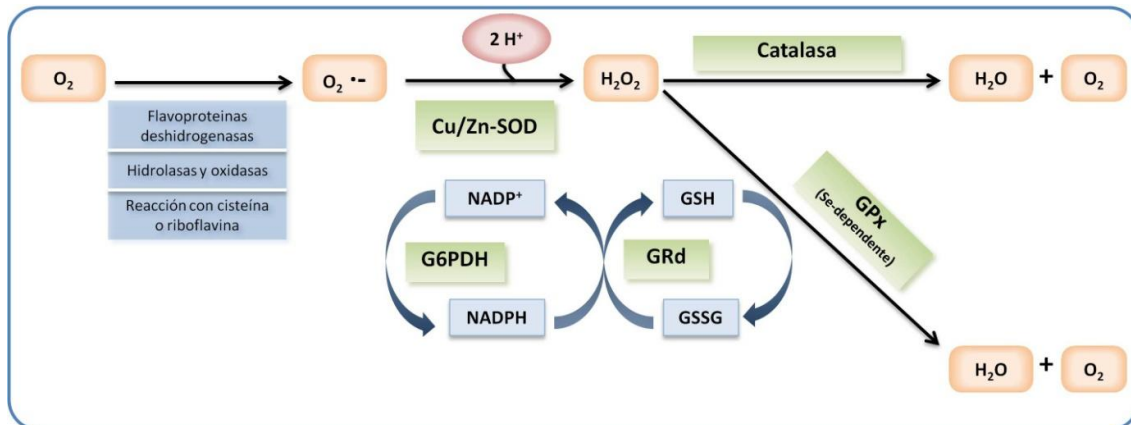 O₂
O₂ ·-
2 H⁺
H₂O₂
Catalasa
H₂O + O₂
Flavoproteinas
deshidrogenasas
Hidrolasas y oxidasas
Reacción con cisteína
o riboflavina
Cu/Zn-SOD
NADP⁺
GSH
G6PDH
GRd
NADPH
GSSG
GPx
(Se-dependente)
H₂O + O₂